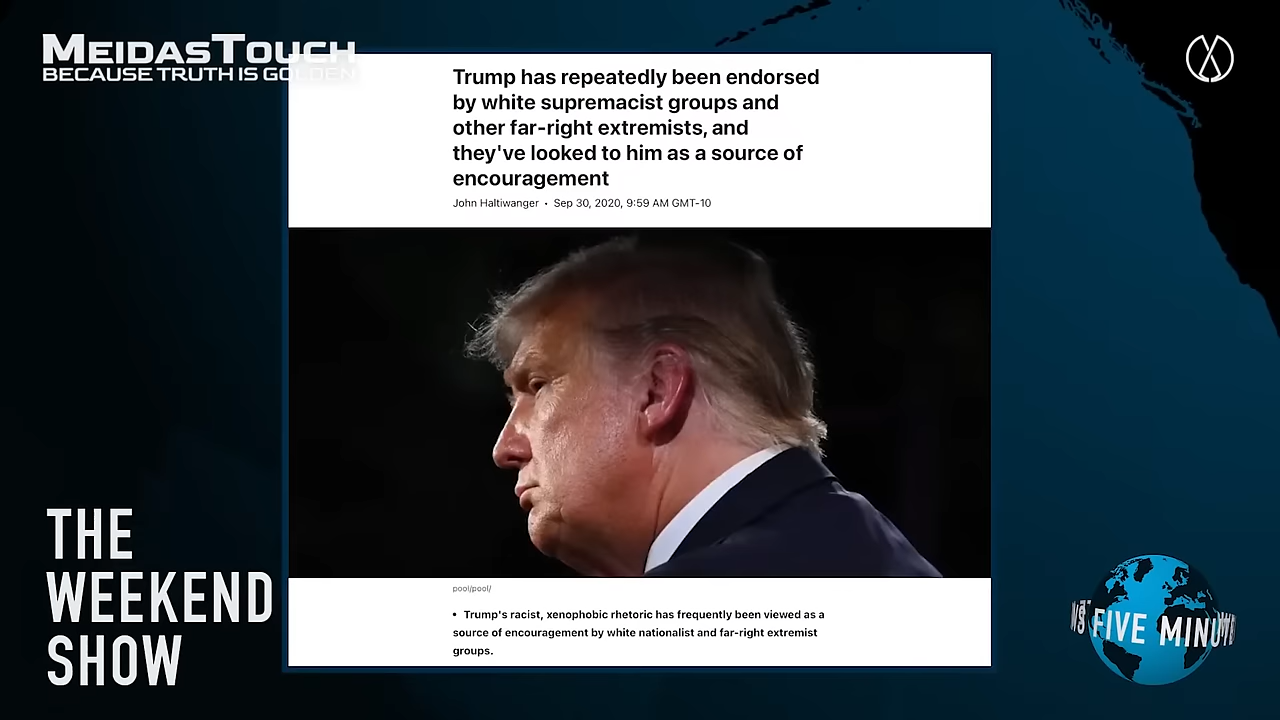 MEIDASTOUCH
BECAUSE TRUTH IS GOLDEN
Trump has repeatedly been endorsed
by white supremacist groups and
other far-right extremists, and
they've looked to him as a source of
encouragement
John Haltiwanger • Sep 30, 2020, 9:59 AM GMT-10
pool/pool/
• Trump's racist, xenophobic rhetoric has frequently been viewed as a
source of encouragement by white nationalist and far-right extremist
groups.
THE
WEEKEND
SHOW
FIVE